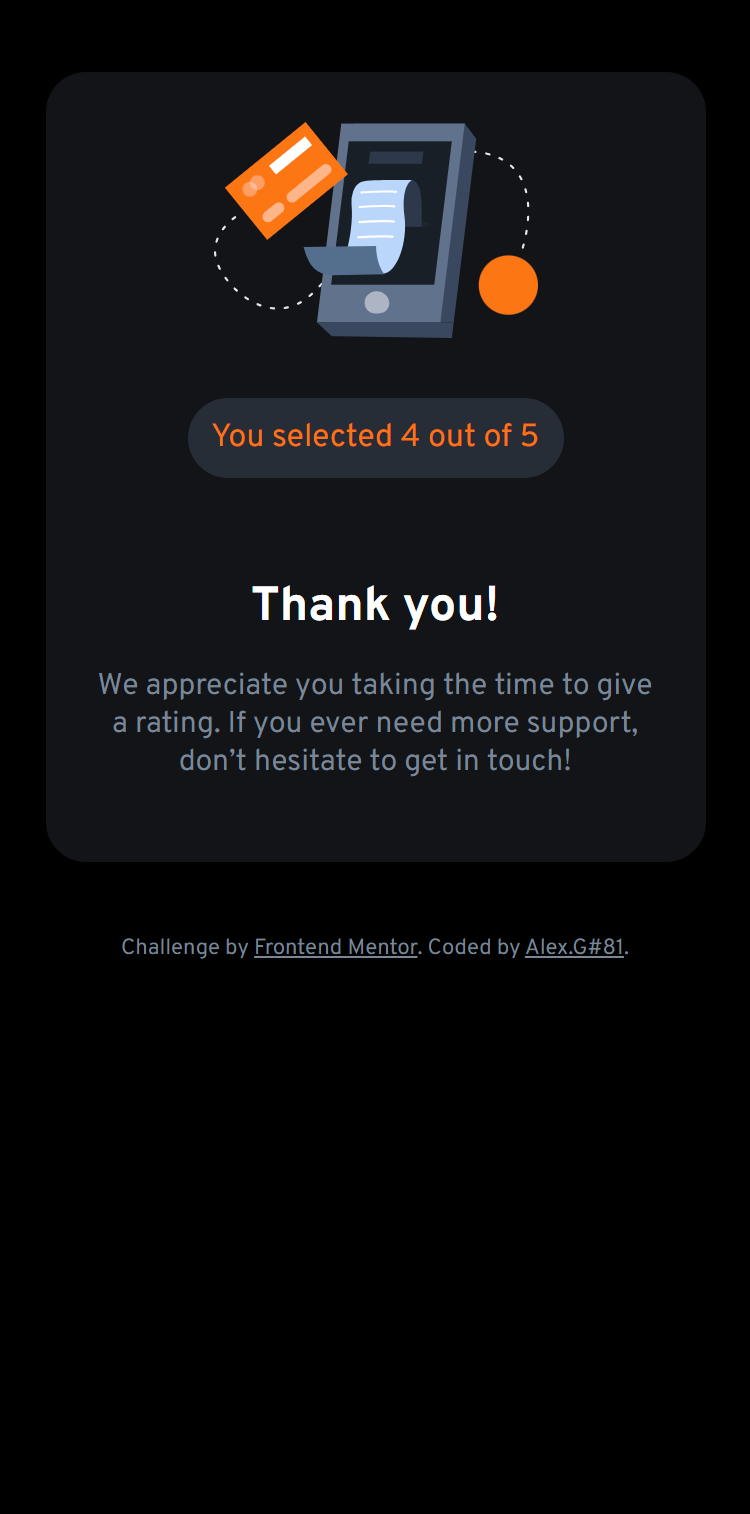 You selected 4 out of 5
Thank you!
We appreciate you taking the time to give
a rating. If you ever need more support,
don’t hesitate to get in touch!
Challenge by Frontend Mentor. Coded by Alex.G#81.